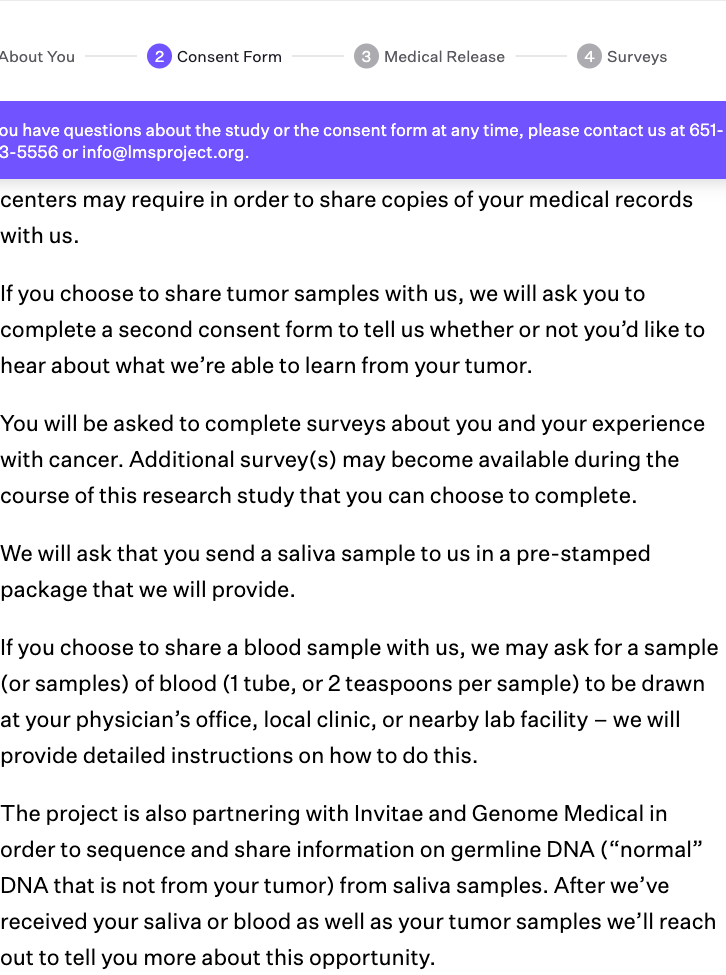 About You
2 Consent Form
3 Medical Release
4 Surveys
ou have questions about the study or the consent form at any time, please contact us at 651-
3-5556 or info@lmsproject.org.
centers may require in order to share copies of your medical records
with us.
If you choose to share tumor samples with us, we will ask you to
complete a second consent form to tell us whether or not you’d like to
hear about what we’re able to learn from your tumor.
You will be asked to complete surveys about you and your experience
with cancer. Additional survey(s) may become available during the
course of this research study that you can choose to complete.
We will ask that you send a saliva sample to us in a pre-stamped
package that we will provide.
If you choose to share a blood sample with us, we may ask for a sample
(or samples) of blood (1 tube, or 2 teaspoons per sample) to be drawn
at your physician’s office, local clinic, or nearby lab facility – we will
provide detailed instructions on how to do this.
The project is also partnering with Invitae and Genome Medical in
order to sequence and share information on germline DNA (“normal”
DNA that is not from your tumor) from saliva samples. After we’ve
received your saliva or blood as well as your tumor samples we’ll reach
out to tell you more about this opportunity.